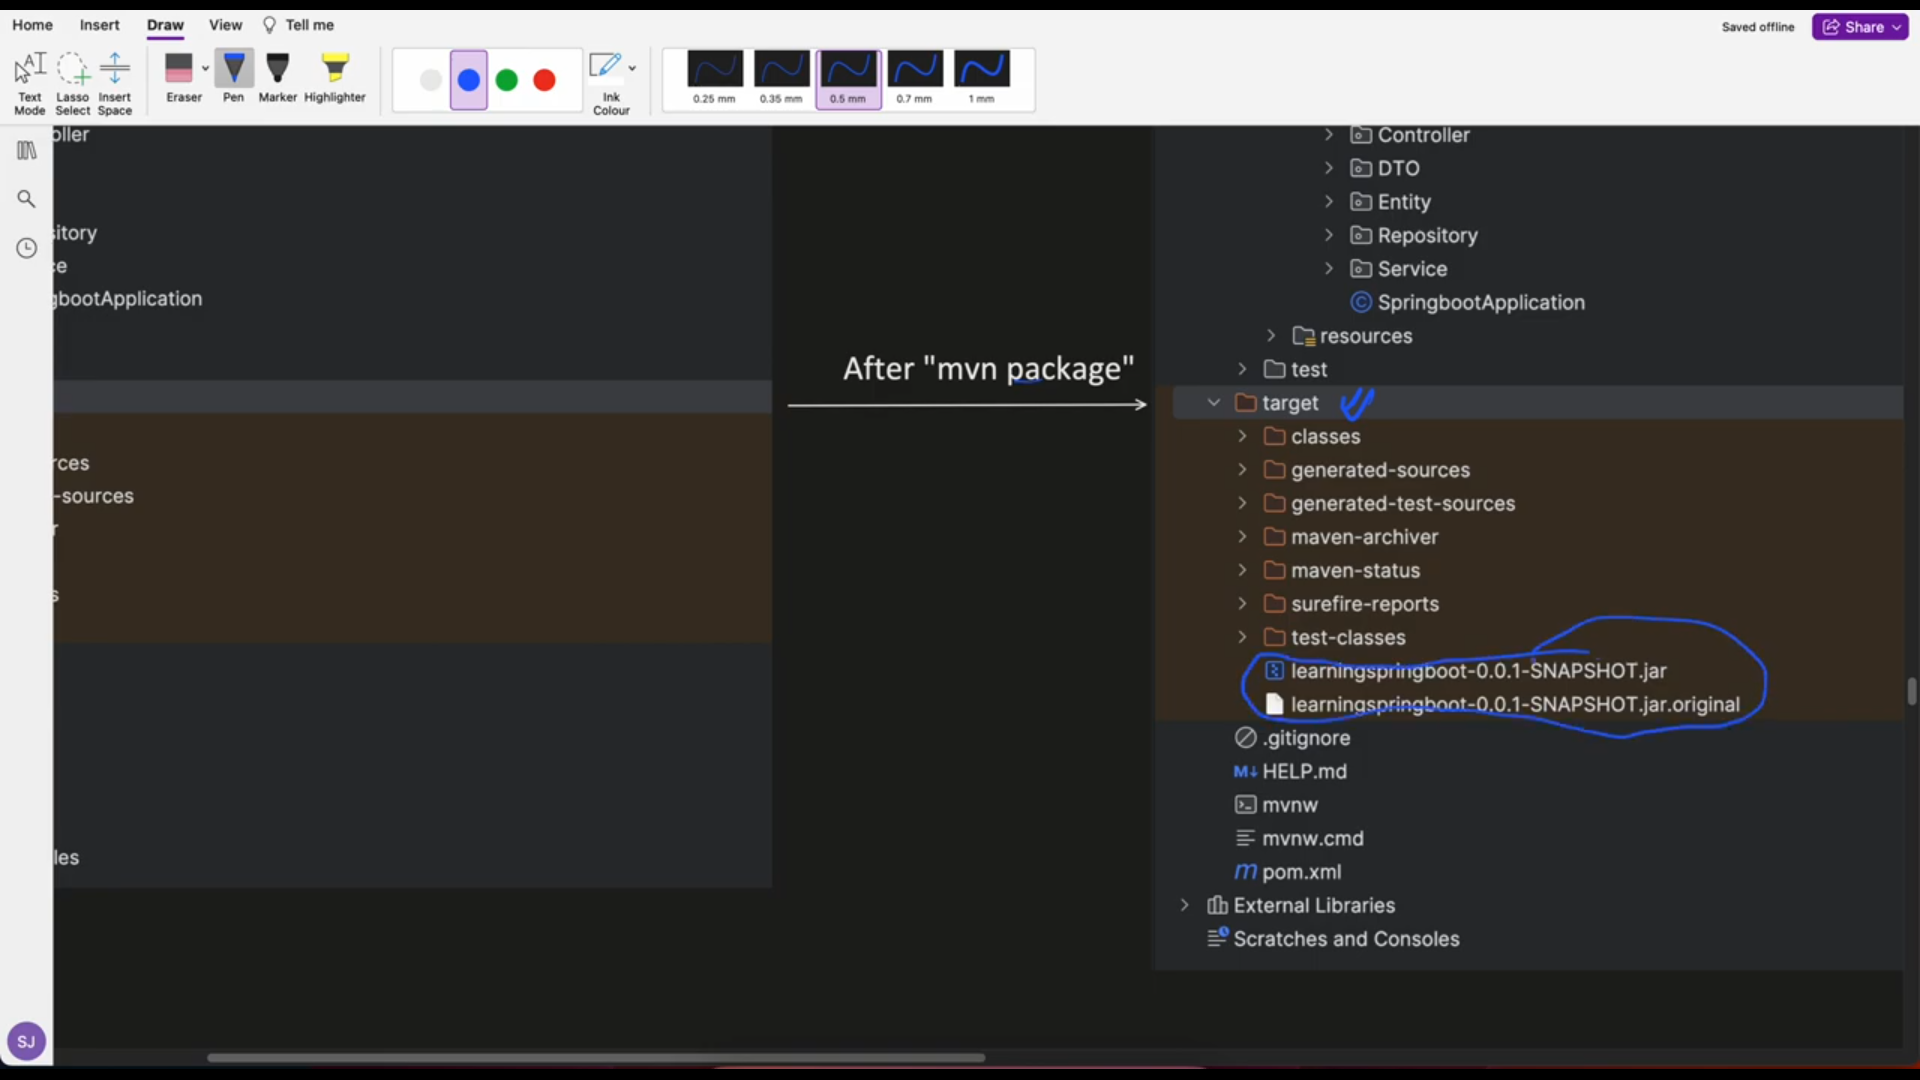 Home Insert Draw View Tell me
Saved offline Share
Text Mode Lasso Select Insert Space Eraser Pen Marker Highlighter Ink Colour 0.25 mm 0.35 mm 0.5 mm 0.7 mm 1 mm
oller
itory
e
gbootApplication
rces
-sources
r
s
les
After "mvn package"
Controller
DTO
Entity
Repository
Service
SpringbootApplication
resources
test
target
classes
generated-sources
generated-test-sources
maven-archiver
maven-status
surefire-reports
test-classes
learningspringboot-0.0.1-SNAPSHOT.jar
learningspringboot-0.0.1-SNAPSHOT.jar.original
.gitignore
HELP.md
mvnw
mvnw.cmd
pom.xml
External Libraries
Scratches and Consoles
SJ